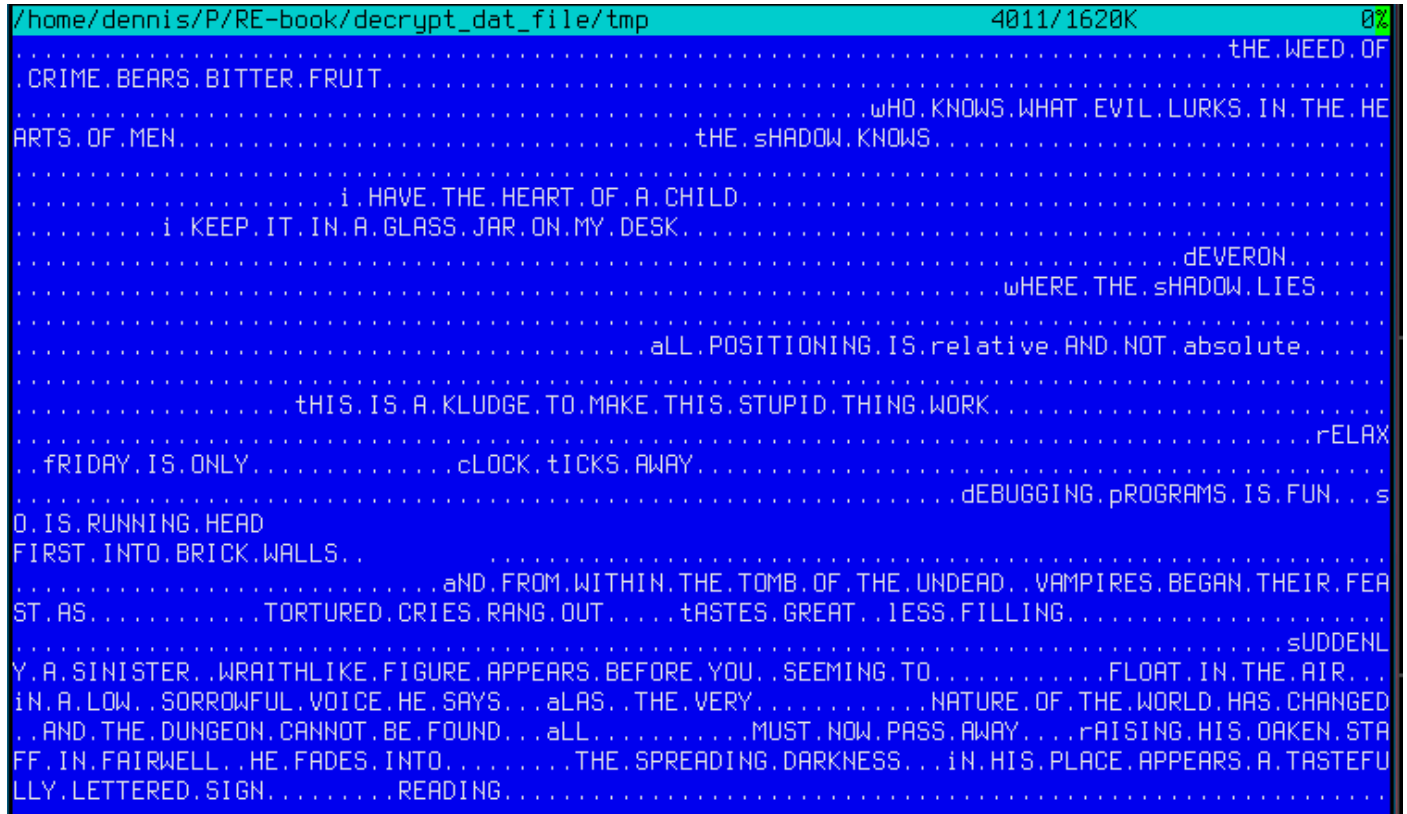 /home/dennis/P/RE-book/decrypt_dat_file/tmp 4011/1620K 0%
...tHE.WEED.OF
.CRIME.BEARS.BITTER.FRUIT...
...wHO.KNOWS.WHAT.EVIL.LURKS.IN.THE.HE
ARTS.OF.MEN...tHE.sHADOW.KNOWS...
...
...i.HAVE.THE.HEART.OF.A.CHILD...
...i.KEEP.IT.IN.A.GLASS.JAR.ON.MY.DESK...
...dEVERON.......
...wHERE.THE.sHADOW.LIES.....
...
...aLL.POSITIONING.IS.relative.AND.NOT.absolute......
...
...tHIS.IS.A.KLUDGE.TO.MAKE.THIS.STUPID.THING.WORK...
...rELAX
..fRIDAY.IS.ONLY..............cLOCK.tICKS.AWAY...
...dEBUGGING.pROGRAMS.IS.FUN...s
O.IS.RUNNING.HEAD
FIRST.INTO.BRICK.WALLS.. ...
...aND.FROM.WITHIN.THE.TOMB.OF.THE.UNDEAD..VAMPIRES.BEGAN.THEIR.FEA
ST.AS............TORTURED.CRIES.RANG.OUT.....tASTES.GREAT..lESS.FILLING...
...sUDDENL
Y.A.SINISTER..WRAITHLIKE.FIGURE.APPEARS.BEFORE.YOU..SEEMING.TO............FLOAT.IN.THE.AIR...
iN.A.LOW..SORROWFUL.VOICE.HE.SAYS...aLAS..THE.VERY............NATURE.OF.THE.WORLD.HAS.CHANGED
..AND.THE.DUNGEON.CANNOT.BE.FOUND...aLL............MUST.NOW.PASS.AWAY....rAISING.HIS.OAKEN.STA
FF.IN.FAIRWELL..HE.FADES.INTO.........THE.SPREADING.DARKNESS...iN.HIS.PLACE.APPEARS.A.TASTEFU
LLY.LETTERED.SIGN.........READING...